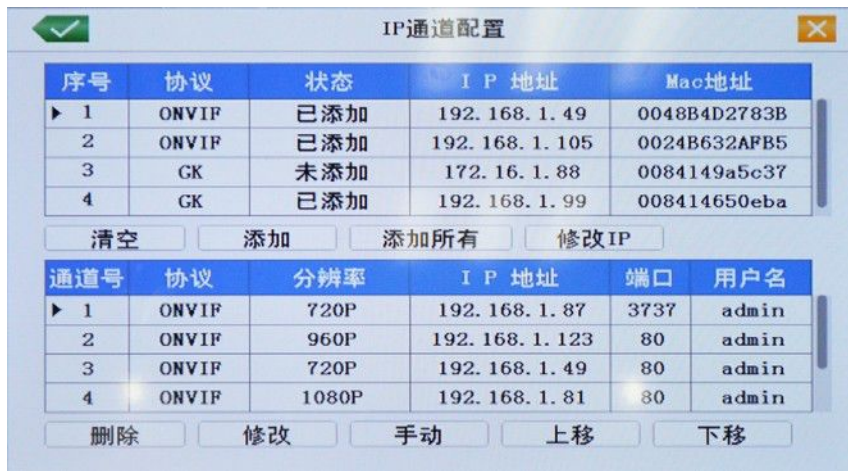 IP通道配置
序号 协议 状态 I P 地址 Mac地址
1 ONVIF 已添加 192.168.1.49 0048B4D2783B
2 ONVIF 已添加 192.168.1.105 0024B632AFB5
3 GK 未添加 172.16.1.88 0084149a5c37
4 GK 已添加 192.168.1.99 008414650eba
清空 添加 添加所有 修改IP
通道号 协议 分辨率 I P 地址 端口 用户名
1 ONVIF 720P 192.168.1.87 3737 admin
2 ONVIF 960P 192.168.1.123 80 admin
3 ONVIF 720P 192.168.1.49 80 admin
4 ONVIF 1080P 192.168.1.81 80 admin
删除 修改 手动 上移 下移